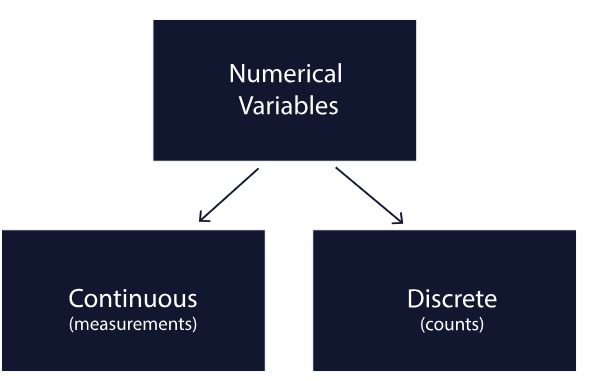 Numerical
Variables
Continuous
(measurements)
Discrete
(counts)